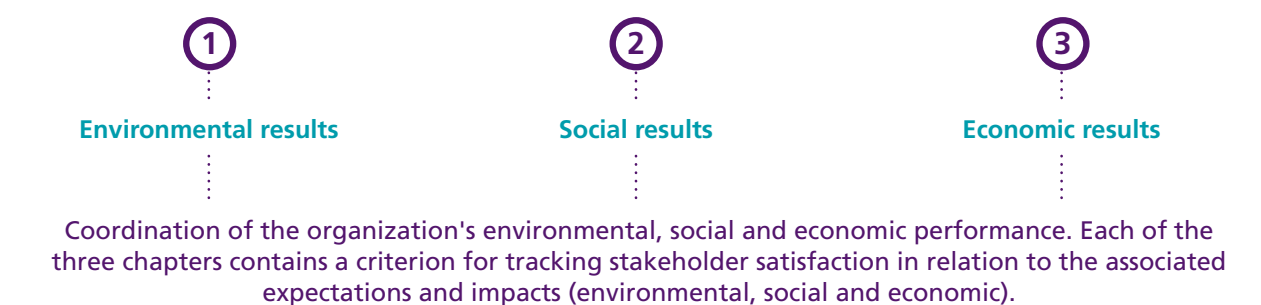 1
2
3
Environmental results
Social results
Economic results
Coordination of the organization's environmental, social and economic performance. Each of the
three chapters contains a criterion for tracking stakeholder satisfaction in relation to the associated
expectations and impacts (environmental, social and economic).